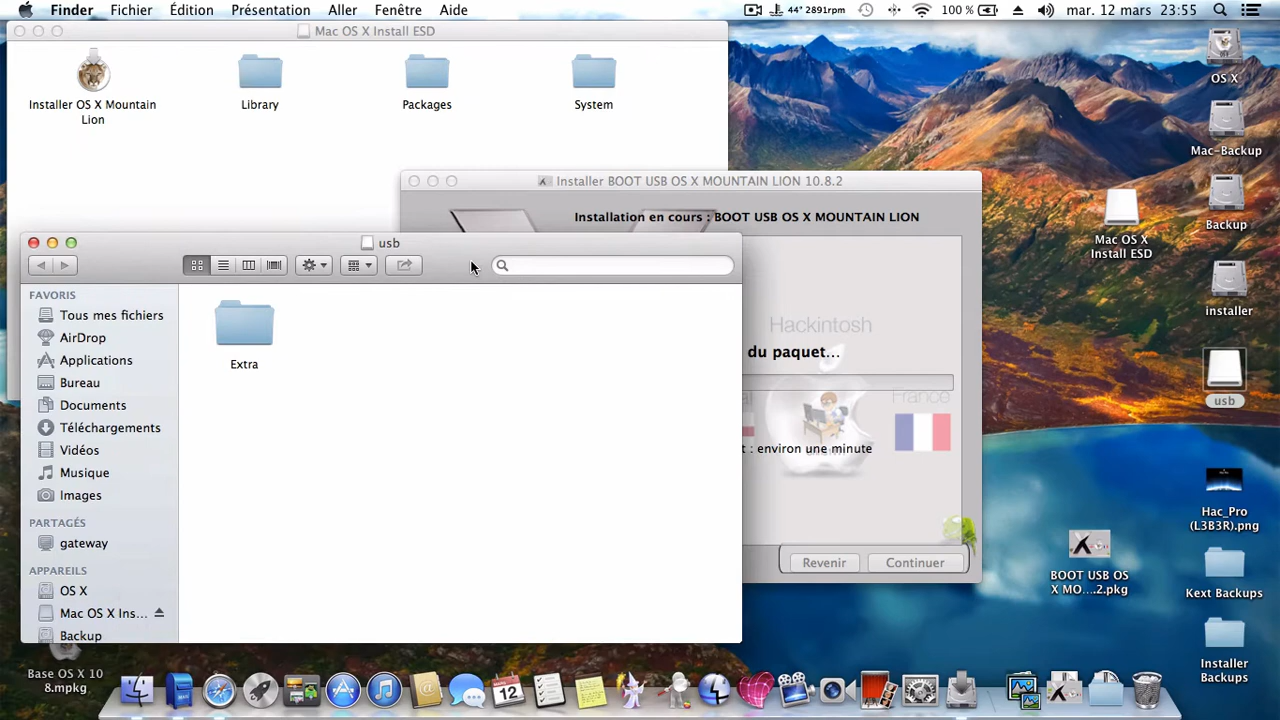 Finder Fichier Édition Présentation Aller Fenêtre Aide
44° 2891rpm 100 % mar. 12 mars 23:55
Mac OS X Install ESD
Installer OS X Mountain
Lion
Library
Packages
System
Installer BOOT USB OS X MOUNTAIN LION 10.8.2
Installation en cours : BOOT USB OS X MOUNTAIN LION
Hackintosh
du paquet...
France
t : environ une minute
Revenir
Continuer
usb
FAVORIS
Tous mes fichiers
AirDrop
Applications
Bureau
Documents
Téléchargements
Vidéos
Musique
Images
PARTAGÉS
gateway
APPAREILS
OS X
Mac OS X Ins...
Backup
Extra
OS X
Mac-Backup
Mac OS X
Install ESD
Backup
installer
usb
Hac_Pro
(L3B3R).png
BOOT USB OS
X MO....2.pkg
Kext Backups
Installer
Backups
Base OS X 10
8.mpkg
12